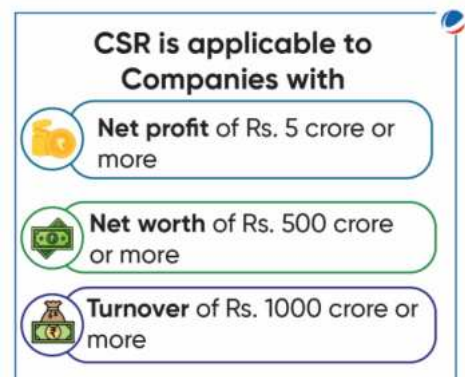 CSR is applicable to
Companies with
Net profit of Rs. 5 crore or
more
Net worth of Rs. 500 crore
or more
Turnover of Rs. 1000 crore or
more